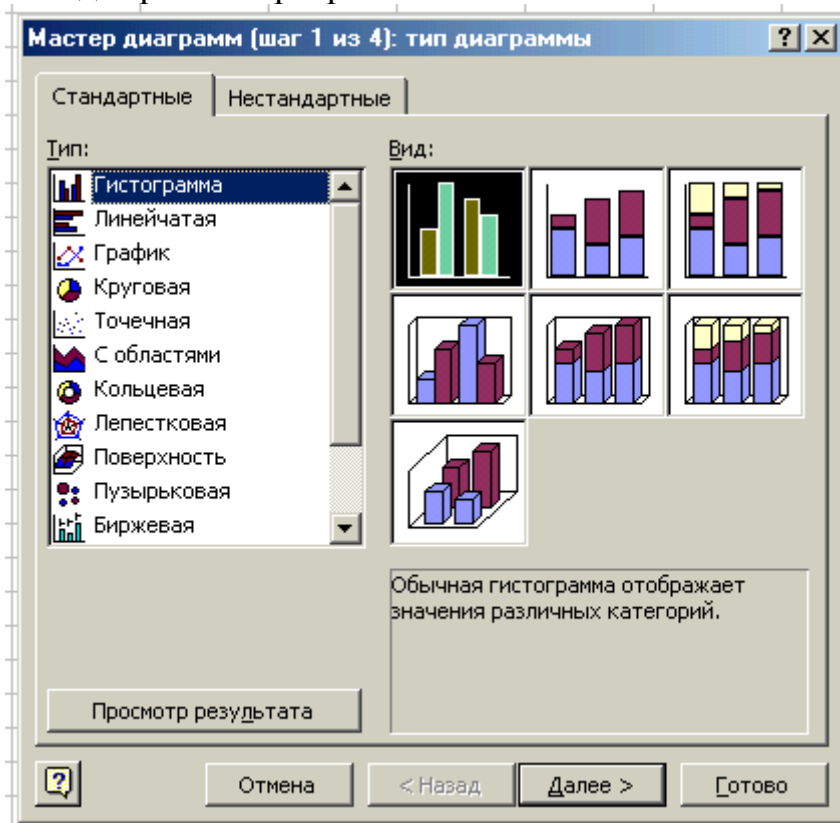 Мастер диаграмм (шаг 1 из 4): тип диаграммы
Стандартные
Нестандартные
Тип:
Гистограмма
Линейчатая
График
Круговая
Точечная
С областями
Кольцевая
Лепестковая
Поверхность
Пузырьковая
Биржевая
Вид:
Обычная гистограмма отображает
значения различных категорий.
Просмотр результата
Отмена
< Назад
Далее >
Готово